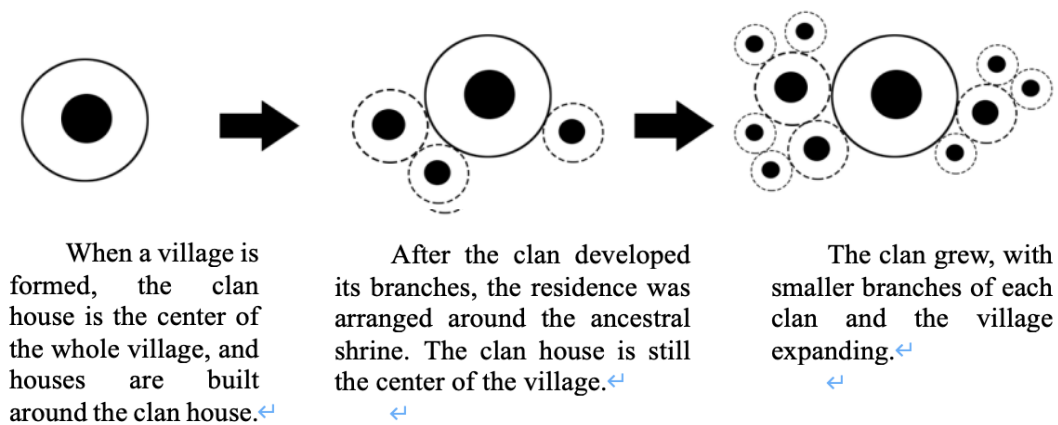 When a village is
formed, the clan
house is the center of
the whole village, and
houses are built
around the clan house.↵
After the clan developed
its branches, the residence was
arranged around the ancestral
shrine. The clan house is still
the center of the village.↵
↵
The clan grew, with
smaller branches of each
clan and the village
expanding.↵
↵